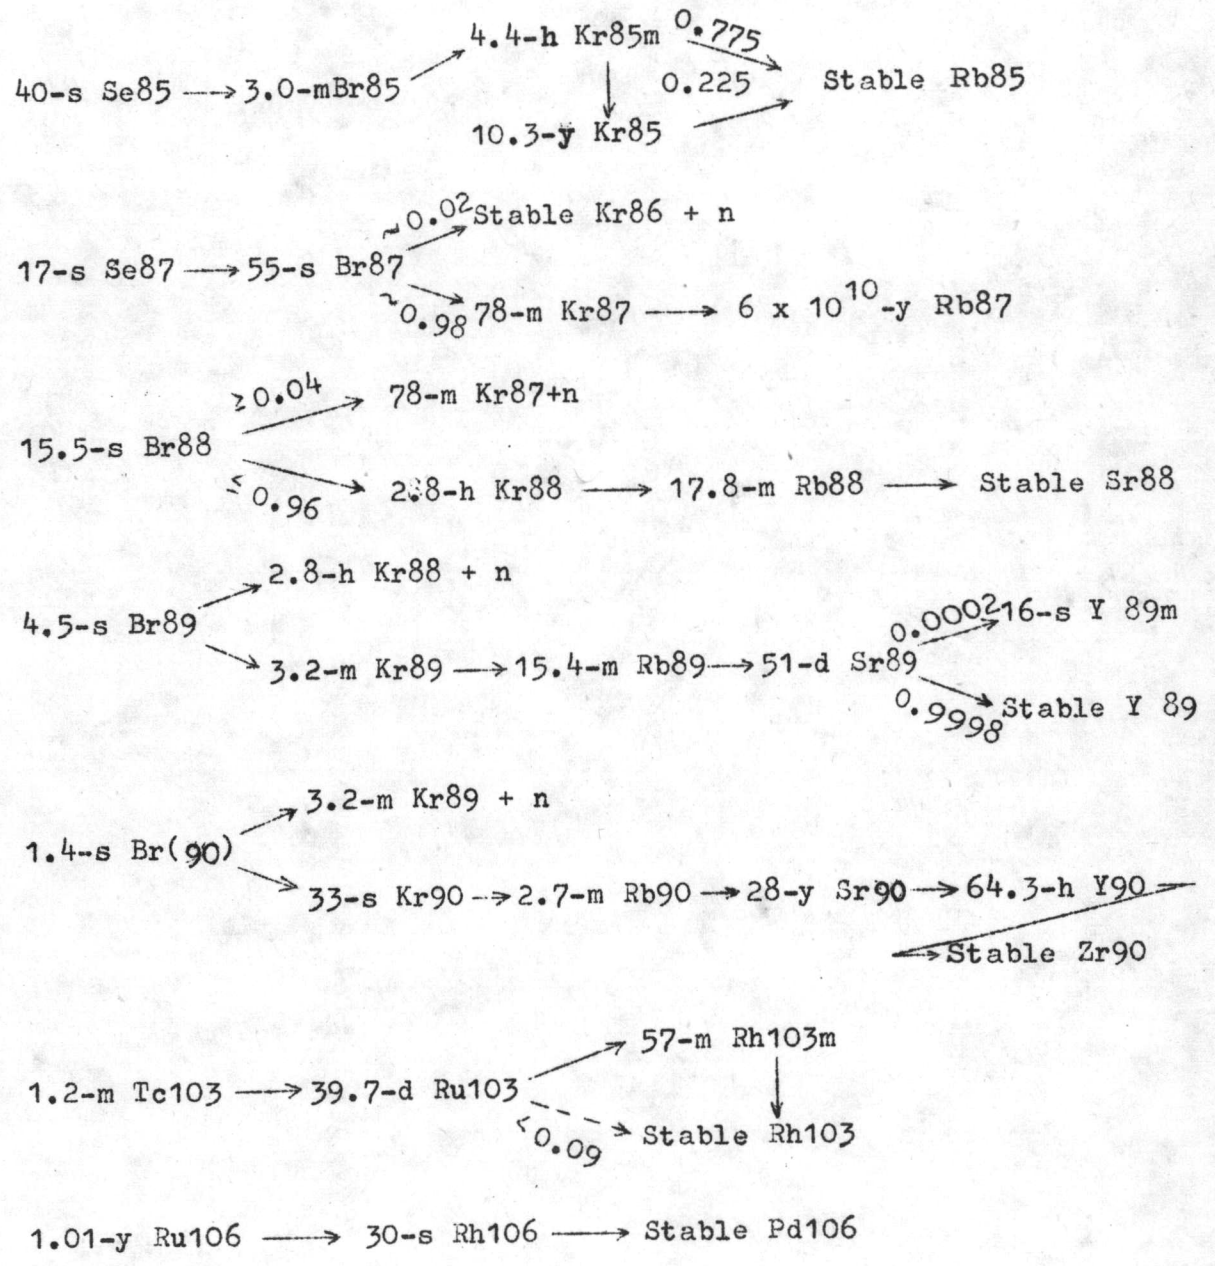 4.4-h Kr85m 0.775
40-s Se85 → 3.0-mBr85 0.225 Stable Rb85
10.3-y Kr85
~0.02 Stable Kr86 + n
17-s Se87 → 55-s Br87
~0.98 78-m Kr87 → 6 x 10^10-y Rb87
≥0.04 78-m Kr87+n
15.5-s Br88
≤0.96 2.8-h Kr88 → 17.8-m Rb88 → Stable Sr88
2.8-h Kr88 + n
4.5-s Br89 0.0002 16-s Y 89m
3.2-m Kr89 → 15.4-m Rb89 → 51-d Sr89
0.9998 Stable Y 89
3.2-m Kr89 + n
1.4-s Br(90)
33-s Kr90 → 2.7-m Rb90 → 28-y Sr90 → 64.3-h Y90
→ Stable Zr90
57-m Rh103m
1.2-m Tc103 → 39.7-d Ru103
<0.09 Stable Rh103
1.01-y Ru106 → 30-s Rh106 → Stable Pd106